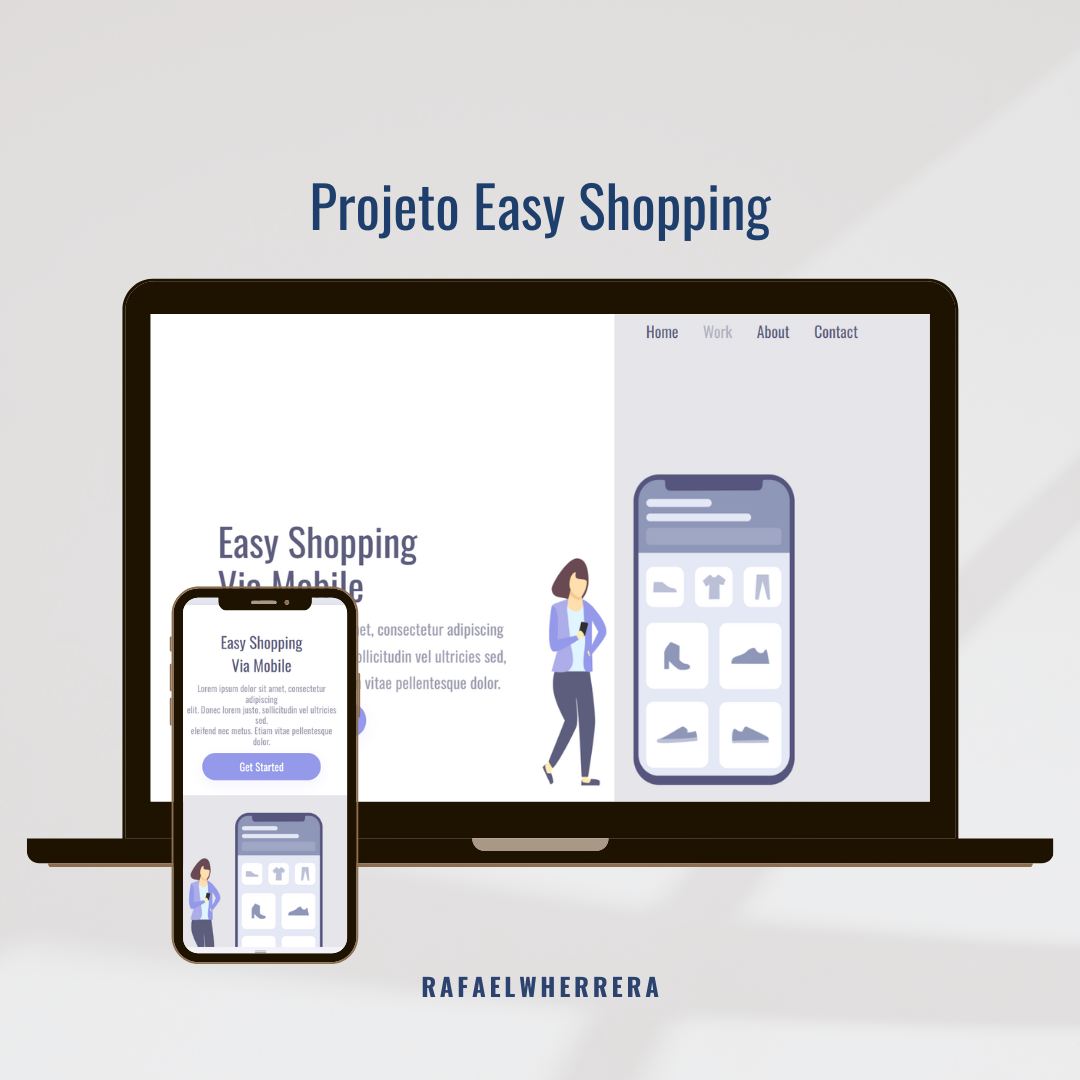 Projeto Easy Shopping
Home Work About Contact
Easy Shopping
Via Mobile
et, consectetur adipiscing
ollicitudin vel ultricies sed,
vitae pellentesque dolor.
Easy Shopping
Via Mobile
Lorem ipsum dolor sit amet, consectetur
adipiscing
elit. Donec lorem justo, sollicitudin vel ultricies
sed,
eleifend nec metus. Etiam vitae pellentesque
dolor.
Get Started
RAFAELWHERRERA